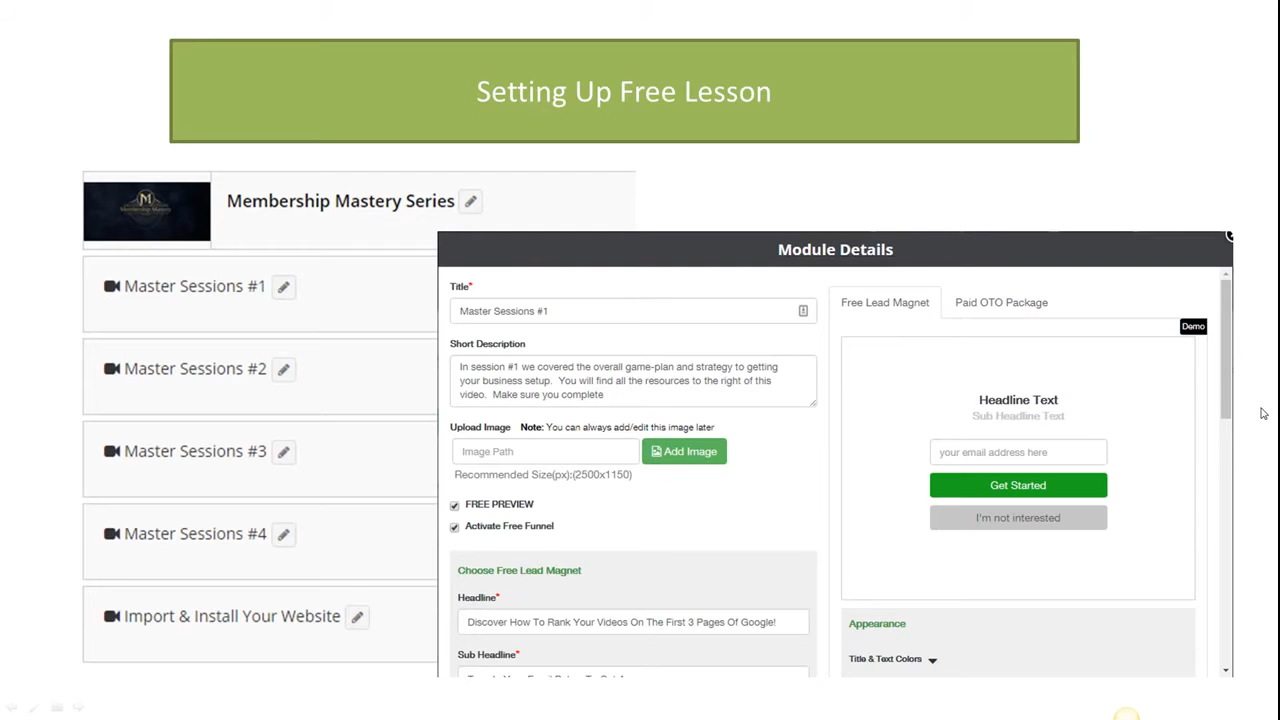 Setting Up Free Lesson
Membership Mastery Series
Master Sessions #1
Master Sessions #2
Master Sessions #3
Master Sessions #4
Import & Install Your Website
Module Details
Title*
Master Sessions #1
Short Description
In session #1 we covered the overall game-plan and strategy to getting
your business setup. You will find all the resources to the right of this
video. Make sure you complete
Upload Image Note: You can always add/edit this image later
Image Path
Add Image
Recommended Size(px):(2500x1150)
FREE PREVIEW
Activate Free Funnel
Choose Free Lead Magnet
Headline*
Discover How To Rank Your Videos On The First 3 Pages Of Google!
Sub Headline*
Free Lead Magnet
Paid OTO Package
Demo
Headline Text
Sub Headline Text
your email address here
Get Started
I'm not interested
Appearance
Title & Text Colors